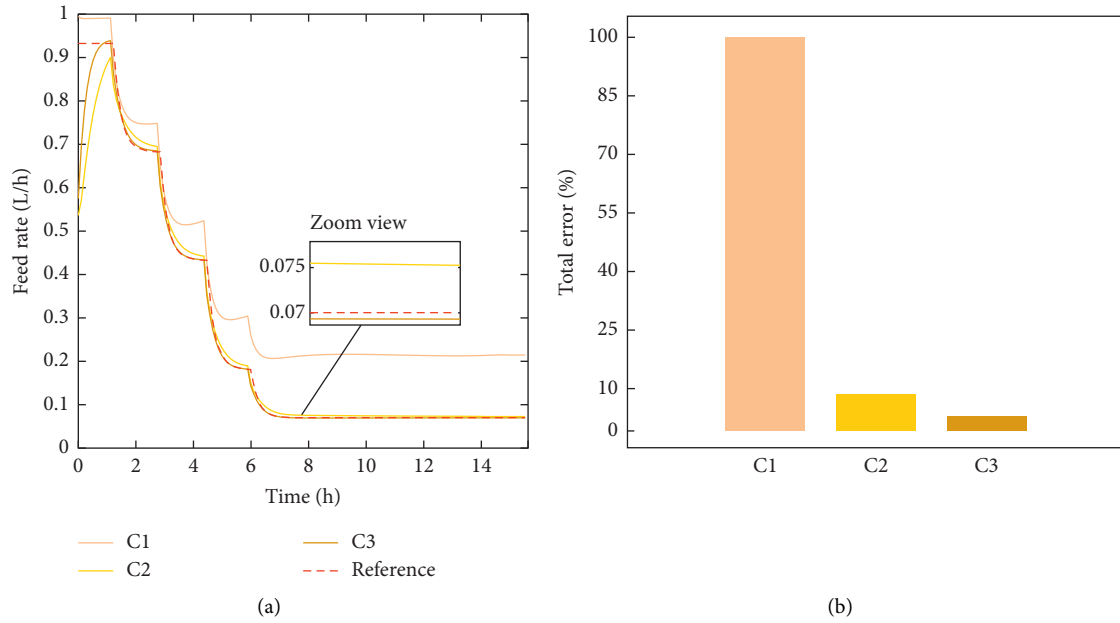 1
0.9
0.8
0.7
0.6
0.5
0.4
0.3
0.2
0.1
0
Feed rate (L/h)
Zoom view
0.075
0.07
0 2 4 6 8 10 12 14
Time (h)
C1
C2
C3
Reference
(a)
100
85
70
55
40
25
10
0
Total error (%)
C1 C2 C3
(b)